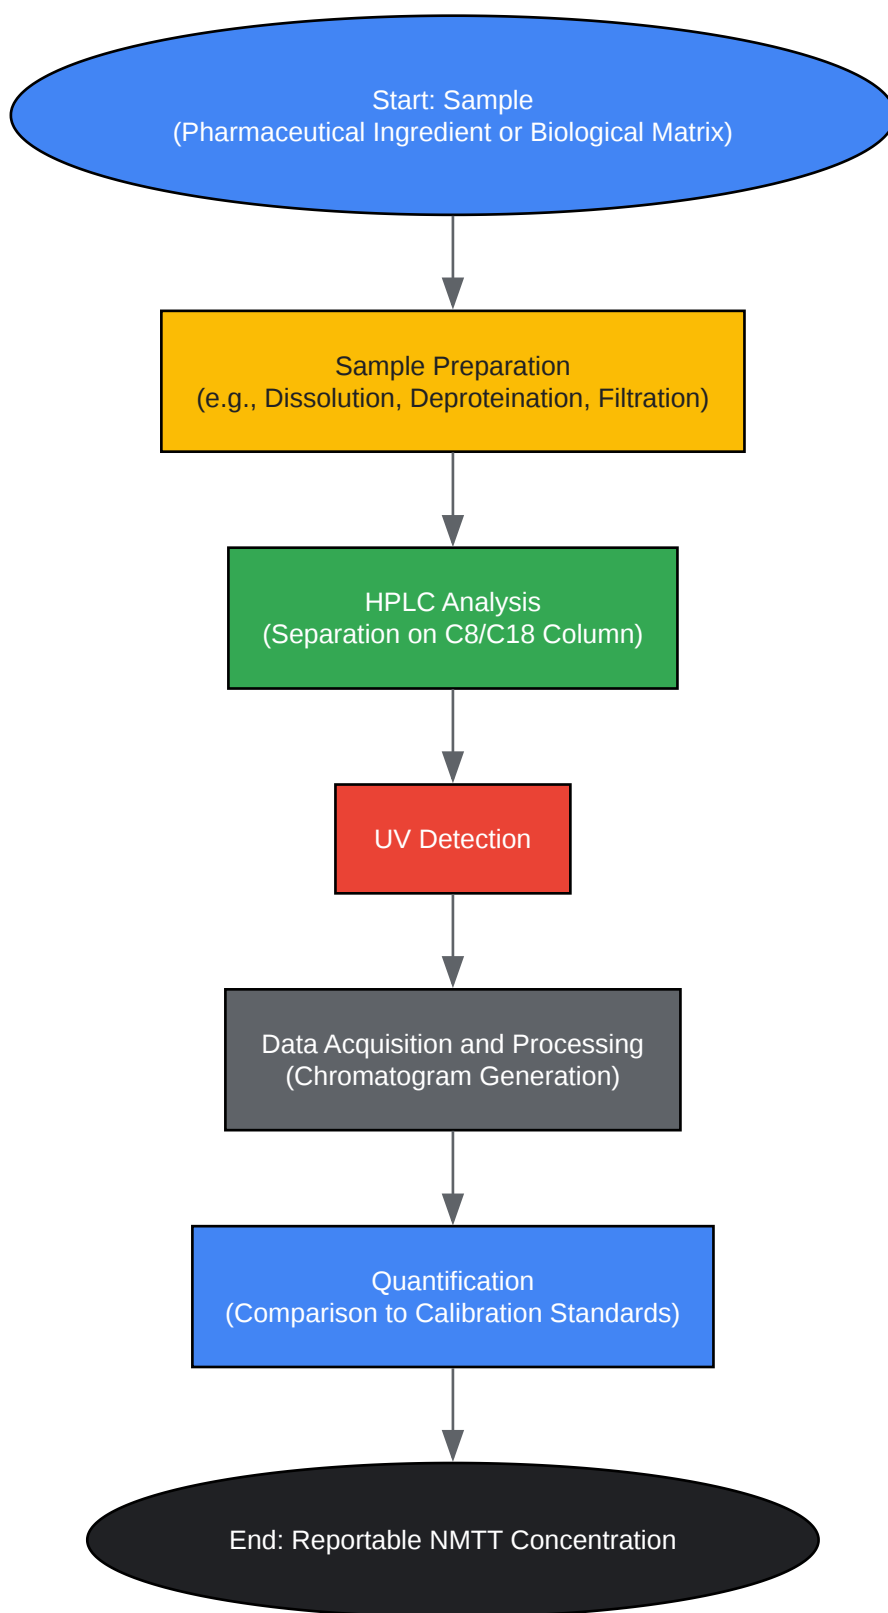 Start: Sample
(Pharmaceutical Ingredient or Biological Matrix)
Sample Preparation
(e.g., Dissolution, Deproteination, Filtration)
HPLC Analysis
(Separation on C8/C18 Column)
UV Detection
Data Acquisition and Processing
(Chromatogram Generation)
Quantification
(Comparison to Calibration Standards)
End: Reportable NMTT Concentration